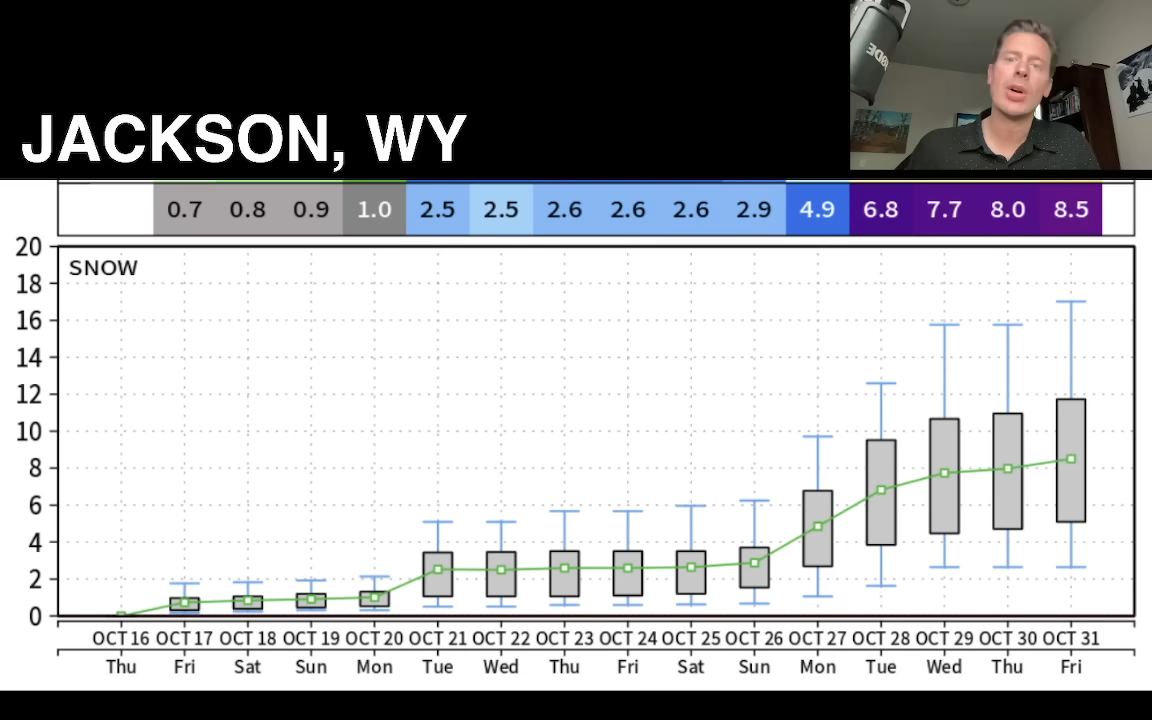 JACKSON, WY
RØDE
0.7 0.8 0.9 1.0 2.5 2.5 2.6 2.6 2.6 2.9 4.9 6.8 7.7 8.0 8.5
SNOW
20
18
16
14
12
10
8
6
4
2
0
OCT 16 OCT 17 OCT 18 OCT 19 OCT 20 OCT 21 OCT 22 OCT 23 OCT 24 OCT 25 OCT 26 OCT 27 OCT 28 OCT 29 OCT 30 OCT 31
Thu Fri Sat Sun Mon Tue Wed Thu Fri Sat Sun Mon Tue Wed Thu Fri